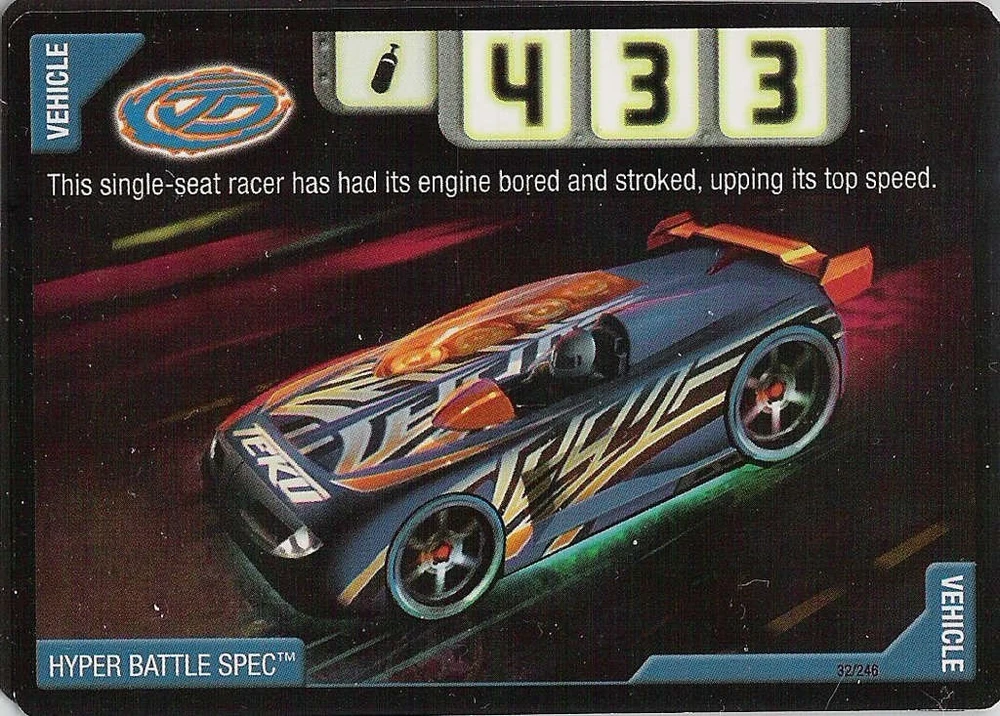 VEHICLE
4 3 3
This single-seat racer has had its engine bored and stroked, upping its top speed.
TEKU
HYPER BATTLE SPEC™
32/246
VEHICLE